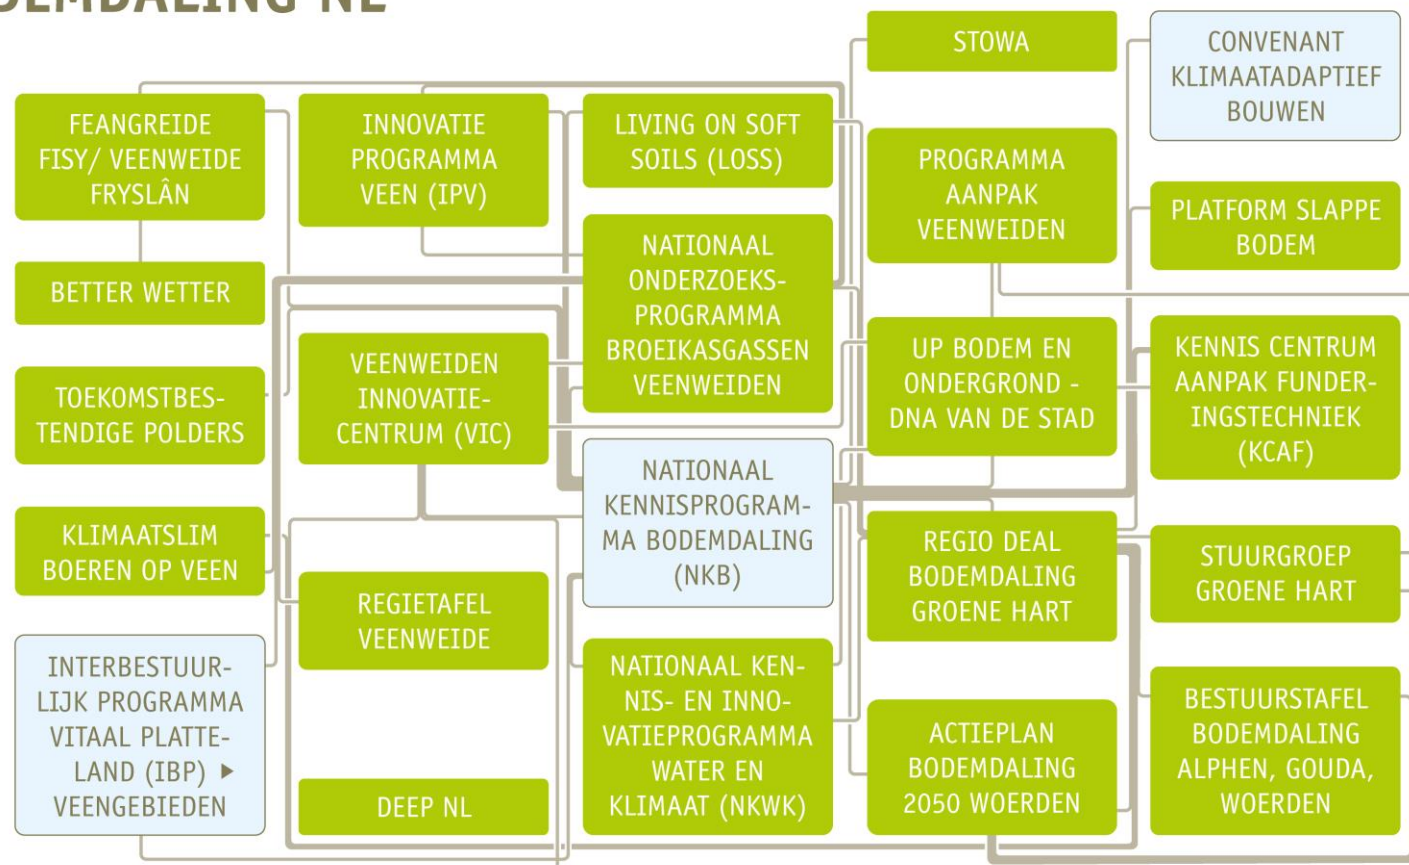 FEANGREIDE
FISY/ VEENWEIDE
FRYSLÂN
BETTER WETTER
TOEKOMSTBES-
TENDIGE POLDERS
KLIMAATSLIM
BOEREN OP VEEN
INTERBESTUUR-
LIJK PROGRAMMA
VITAAL PLATTE-
LAND (IBP) ▶
VEENGEBIEDEN
INNOVATIE
PROGRAMMA
VEEN (IPV)
VEENWEIDEN
INNOVATIE-
CENTRUM (VIC)
REGIETAFEL
VEENWEIDE
DEEP NL
LIVING ON SOFT
SOILS (LOSS)
NATIONAAL
ONDERZOEKS-
PROGRAMMA
BROEIKASGASSEN
VEENWEIDEN
NATIONAAL
KENNISPROGRAM-
MA BODEMDALING
(NKB)
NATIONAAL KEN-
NIS- EN INNO-
VATIEPROGRAMMA
WATER EN
KLIMAAT (NKWK)
STOWA
PROGRAMMA
AANPAK
VEENWEIDEN
UP BODEM EN
ONDERGROND -
DNA VAN DE STAD
REGIO DEAL
BODEMDALING
GROENE HART
ACTIEPLAN
BODEMDALING
2050 WOERDEN
CONVENANT
KLIMAATADAPTIEF
BOUWEN
PLATFORM SLAPPE
BODEM
KENNIS CENTRUM
AANPAK FUNDER-
INGSTECHNIEK
(KCAF)
STUURGROEP
GROENE HART
BESTUURSTAFEL
BODEMDALING
ALPHEN, GOUDA,
WOERDEN